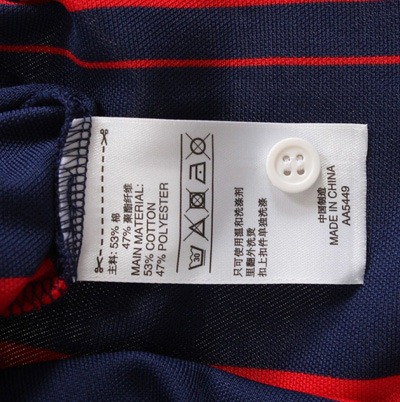 主料: 53% 棉
47% 聚酯纤维
MAIN MATERIAL:
53% COTTON
47% POLYESTER
30
只可使用温和洗涤剂
里翻外洗烫
扣上扣件单独洗涤
中国制造
MADE IN CHINA
AA5449